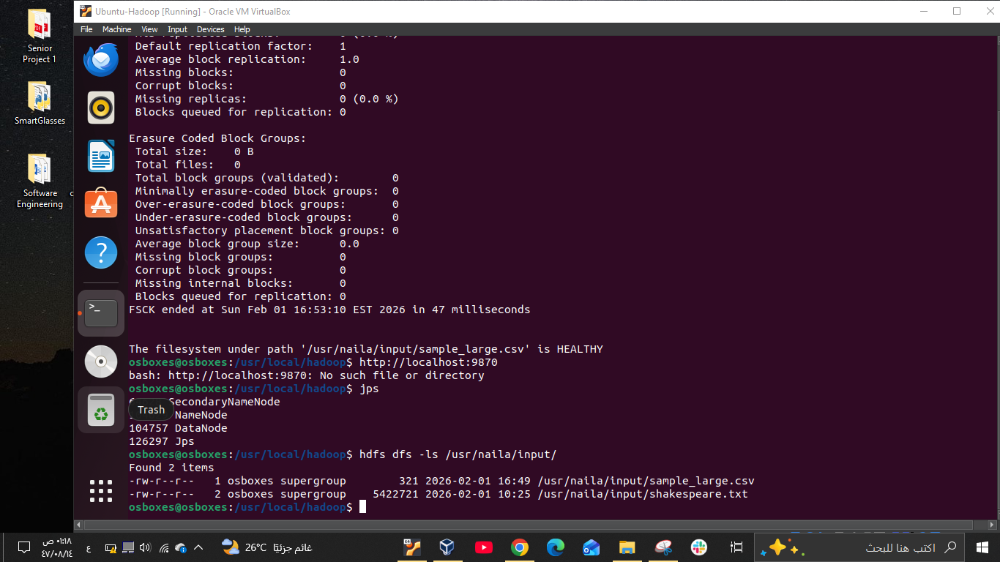 Ubuntu-Hadoop [Running] - Oracle VM VirtualBox
File Machine View Input Devices Help
Senior
Project 1
SmartGlasses
Software
Engineering
Default replication factor: 1
Average block replication: 1.0
Missing blocks: 0
Corrupt blocks: 0
Missing replicas: 0 (0.0 %)
Blocks queued for replication: 0
Erasure Coded Block Groups:
Total size: 0 B
Total files: 0
Total block groups (validated): 0
Minimally erasure-coded block groups: 0
Over-erasure-coded block groups: 0
Under-erasure-coded block groups: 0
Unsatisfactory placement block groups: 0
Average block group size: 0.0
Missing block groups: 0
Corrupt block groups: 0
Missing internal blocks: 0
Blocks queued for replication: 0
FSCK ended at Sun Feb 01 16:53:10 EST 2026 in 47 milliseconds
The filesystem under path '/usr/naila/input/sample_large.csv' is HEALTHY
osboxes@osboxes:/usr/local/hadoop$ http://localhost:9870
bash: http://localhost:9870: No such file or directory
osboxes@osboxes:/usr/local/hadoop$ jps
SecondaryNameNode
Trash
NameNode
104757 DataNode
126297 Jps
osboxes@osboxes:/usr/local/hadoop$ hdfs dfs -ls /usr/naila/input/
Found 2 items
-rw-r--r-- 1 osboxes supergroup 321 2026-02-01 16:49 /usr/naila/input/sample_large.csv
-rw-r--r-- 2 osboxes supergroup 5422721 2026-02-01 10:25 /usr/naila/input/shakespeare.txt
osboxes@osboxes:/usr/local/hadoop$
اكتب هنا للبحث
26°C غائم جزئيًا
ع
٠١:١٨ ص
٤٧/٠٨/١٤